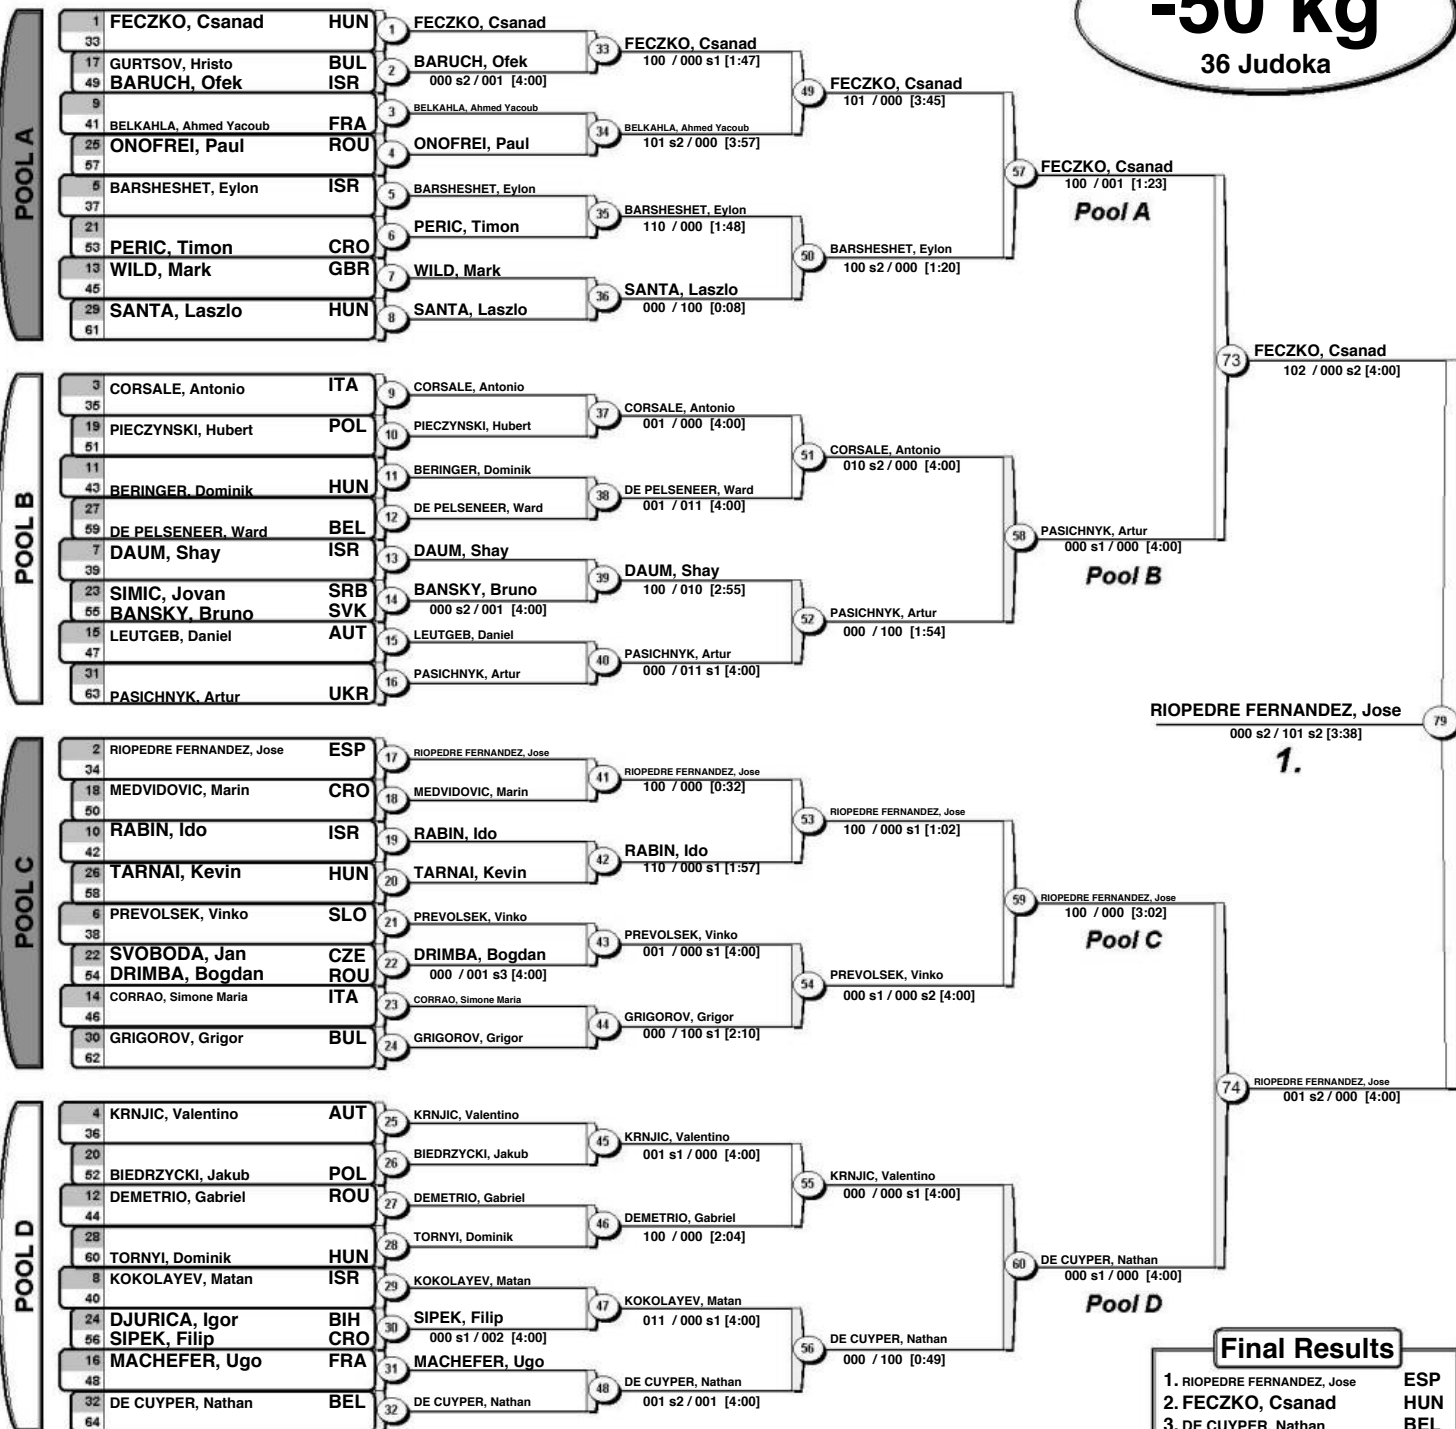 -50 kg
36 Judoka
POOL A
1 FECZKO, Csanad HUN
33
17 GURTSOV, Hristo BUL
49 BARUCH, Ofek ISR
9
41 BELKAHLA, Ahmed Yacoub FRA
25 ONOFREI, Paul ROU
57
5 BARSHESHET, Eylon ISR
37
21
53 PERIC, Timon CRO
13 WILD, Mark GBR
45
29 SANTA, Laszlo HUN
61
1 FECZKO, Csanad
2 BARUCH, Ofek
000 s2 / 001 [4:00]
3 BELKAHLA, Ahmed Yacoub
4 ONOFREI, Paul
5 BARSHESHET, Eylon
6 PERIC, Timon
7 WILD, Mark
8 SANTA, Laszlo
33 FECZKO, Csanad
100 / 000 s1 [1:47]
34 BELKAHLA, Ahmed Yacoub
101 s2 / 000 [3:57]
35 BARSHESHET, Eylon
110 / 000 [1:48]
36 SANTA, Laszlo
000 / 100 [0:08]
49 FECZKO, Csanad
101 / 000 [3:45]
50 BARSHESHET, Eylon
100 s2 / 000 [1:20]
57 FECZKO, Csanad
100 / 001 [1:23]
Pool A
POOL B
3 CORSALE, Antonio ITA
35
19 PIECZYNSKI, Hubert POL
51
11
43 BERINGER, Dominik HUN
27
59 DE PELSENEER, Ward BEL
7 DAUM, Shay ISR
39
23 SIMIC, Jovan SRB
55 BANSKY, Bruno SVK
15 LEUTGEB, Daniel AUT
47
31
63 PASICHNYK, Artur UKR
9 CORSALE, Antonio
10 PIECZYNSKI, Hubert
11 BERINGER, Dominik
12 DE PELSENEER, Ward
13 DAUM, Shay
14 BANSKY, Bruno
000 s2 / 001 [4:00]
15 LEUTGEB, Daniel
16 PASICHNYK, Artur
37 CORSALE, Antonio
001 / 000 [4:00]
38 DE PELSENEER, Ward
001 / 011 [4:00]
39 DAUM, Shay
100 / 010 [2:55]
40 PASICHNYK, Artur
000 / 011 s1 [4:00]
51 CORSALE, Antonio
010 s2 / 000 [4:00]
52 PASICHNYK, Artur
000 / 100 [1:54]
58 PASICHNYK, Artur
000 s1 / 000 [4:00]
Pool B
73 FECZKO, Csanad
102 / 000 s2 [4:00]
RIOPEDRE FERNANDEZ, Jose 79
000 s2 / 101 s2 [3:38]
1.
POOL C
2 RIOPEDRE FERNANDEZ, Jose ESP
34
18 MEDVIDOVIC, Marin CRO
50
10 RABIN, Ido ISR
42
26 TARNAI, Kevin HUN
58
6 PREVOLSEK, Vinko SLO
38
22 SVOBODA, Jan CZE
54 DRIMBA, Bogdan ROU
14 CORRAO, Simone Maria ITA
46
30 GRIGOROV, Grigor BUL
62
17 RIOPEDRE FERNANDEZ, Jose
18 MEDVIDOVIC, Marin
19 RABIN, Ido
20 TARNAI, Kevin
21 PREVOLSEK, Vinko
22 DRIMBA, Bogdan
000 / 001 s3 [4:00]
23 CORRAO, Simone Maria
24 GRIGOROV, Grigor
41 RIOPEDRE FERNANDEZ, Jose
100 / 000 [0:32]
42 RABIN, Ido
110 / 000 s1 [1:57]
43 PREVOLSEK, Vinko
001 / 000 s1 [4:00]
44 GRIGOROV, Grigor
000 / 100 s1 [2:10]
53 RIOPEDRE FERNANDEZ, Jose
100 / 000 s1 [1:02]
54 PREVOLSEK, Vinko
000 s1 / 000 s2 [4:00]
59 RIOPEDRE FERNANDEZ, Jose
100 / 000 [3:02]
Pool C
POOL D
4 KRNJIC, Valentino AUT
36
20
52 BIEDRZYCKI, Jakub POL
12 DEMETRIO, Gabriel ROU
44
28
60 TORNYI, Dominik HUN
8 KOKOLAYEV, Matan ISR
40
24 DJURICA, Igor BIH
56 SIPEK, Filip CRO
16 MACHEFER, Ugo FRA
48
32 DE CUYPER, Nathan BEL
64
25 KRNJIC, Valentino
26 BIEDRZYCKI, Jakub
27 DEMETRIO, Gabriel
28 TORNYI, Dominik
29 KOKOLAYEV, Matan
30 SIPEK, Filip
000 s1 / 002 [4:00]
31 MACHEFER, Ugo
32 DE CUYPER, Nathan
45 KRNJIC, Valentino
001 s1 / 000 [4:00]
46 DEMETRIO, Gabriel
100 / 000 [2:04]
47 KOKOLAYEV, Matan
011 / 000 s1 [4:00]
48 DE CUYPER, Nathan
001 s2 / 001 [4:00]
55 KRNJIC, Valentino
000 / 000 s1 [4:00]
56 DE CUYPER, Nathan
000 / 100 [0:49]
60 DE CUYPER, Nathan
000 s1 / 000 [4:00]
Pool D
74 RIOPEDRE FERNANDEZ, Jose
001 s2 / 000 [4:00]
Final Results
1. RIOPEDRE FERNANDEZ, Jose ESP
2. FECZKO, Csanad HUN
3. DE CUYPER, Nathan BEL